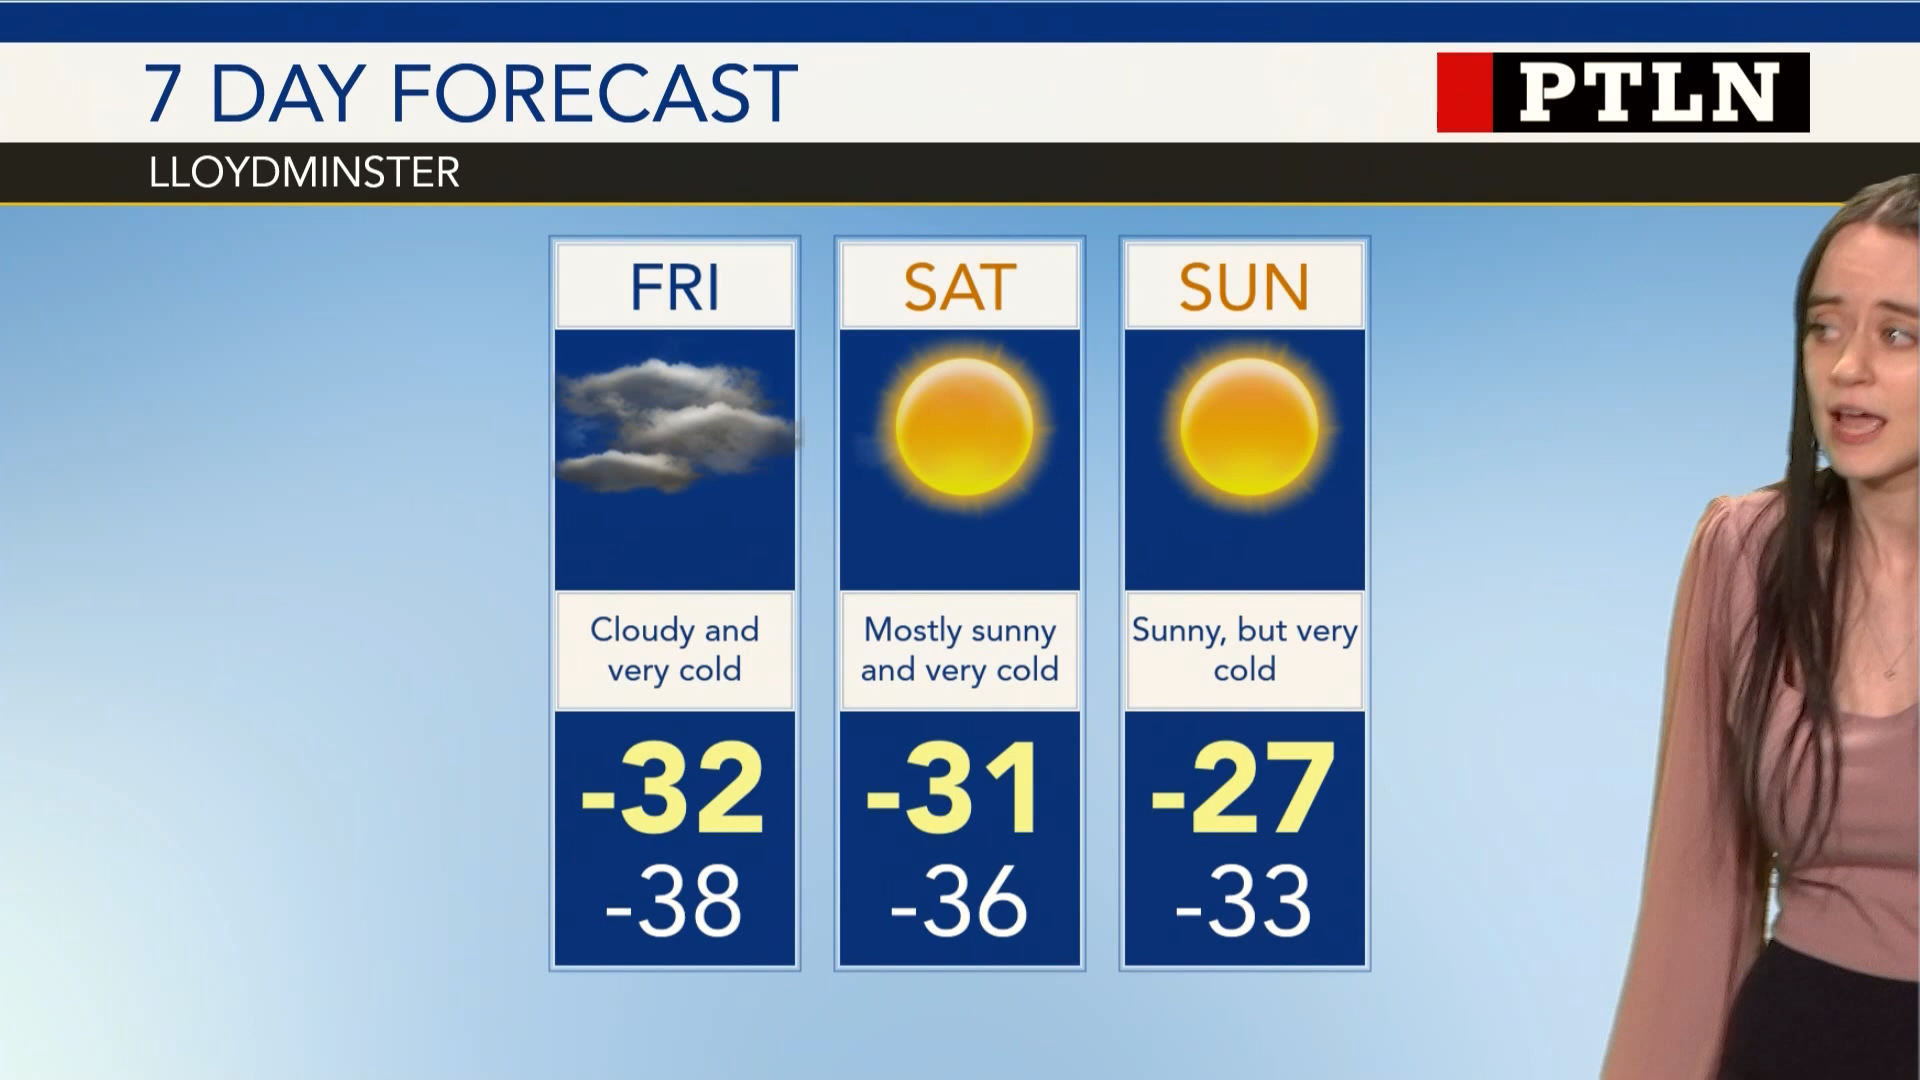 7 DAY FORECAST
PTLN
LLOYDMINSTER
FRI
SAT
SUN
Cloudy and
very cold
Mostly sunny
and very cold
Sunny, but very
cold
-32
-31
-27
-38
-36
-33